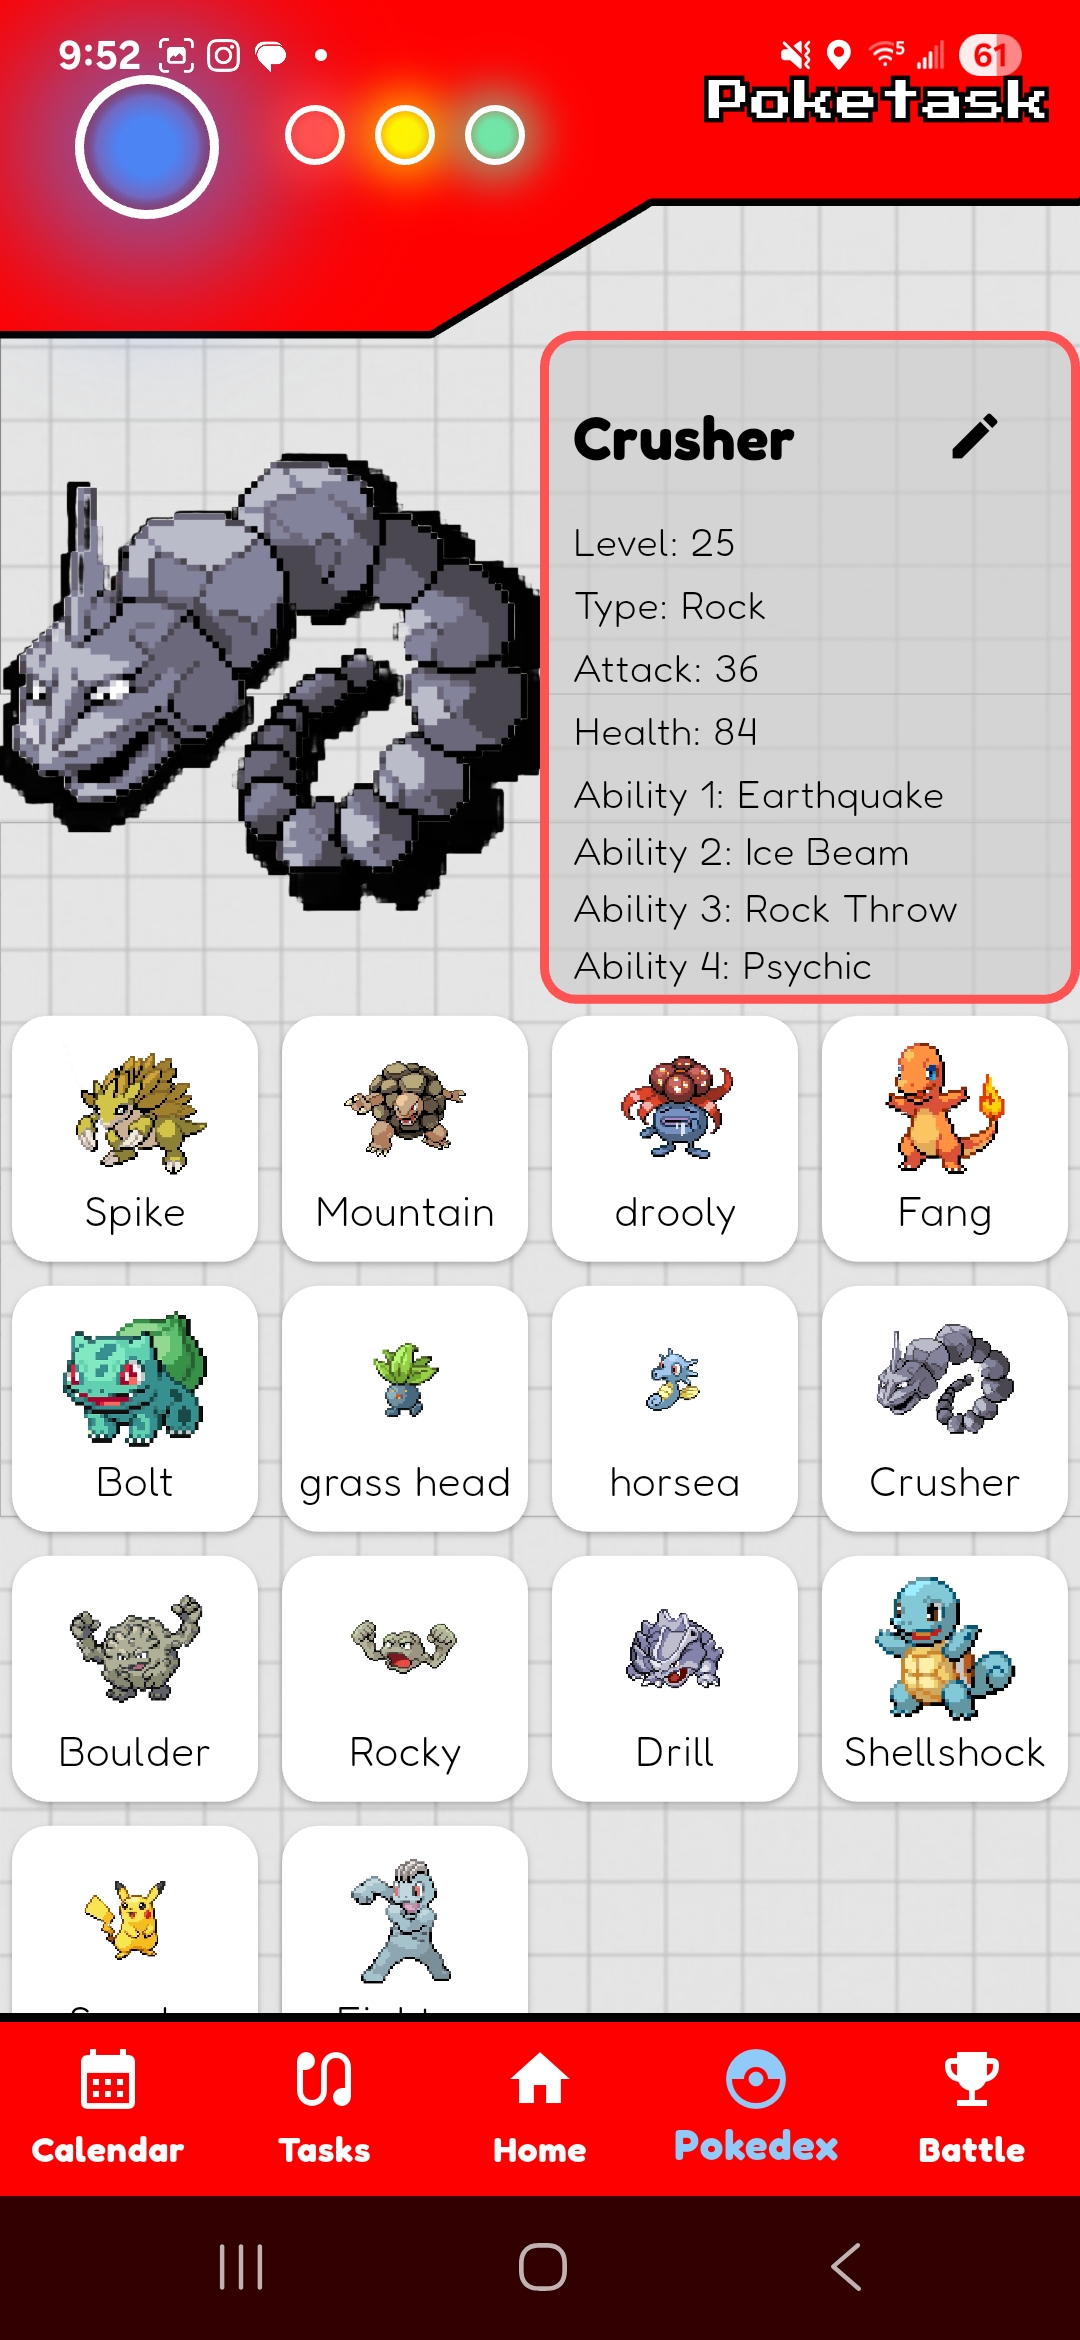 9:52
5
61
PokeTask
Crusher
Level: 25
Type: Rock
Attack: 36
Health: 84
Ability 1: Earthquake
Ability 2: Ice Beam
Ability 3: Rock Throw
Ability 4: Psychic
Spike
Mountain
drooly
Fang
Bolt
grass head
horsea
Crusher
Boulder
Rocky
Drill
Shellshock
Calendar
Tasks
Home
Pokedex
Battle